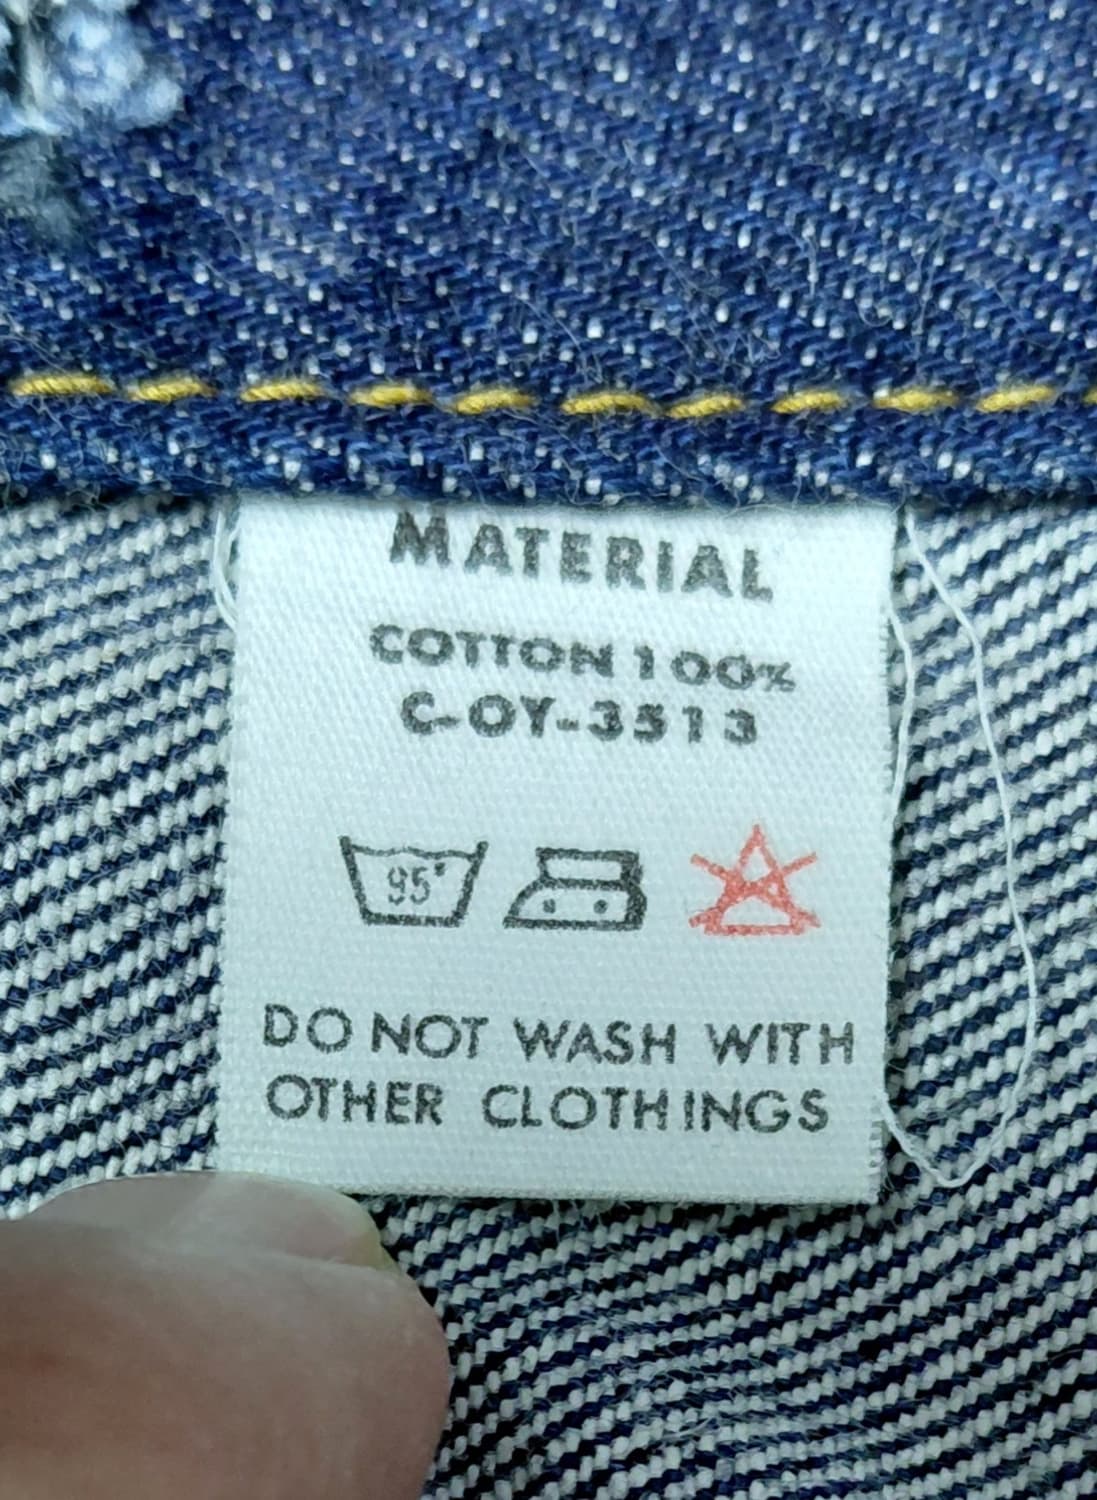 MATERIAL
COTTON 100%
C-OY-3513
95°
DO NOT WASH WITH
OTHER CLOTHINGS